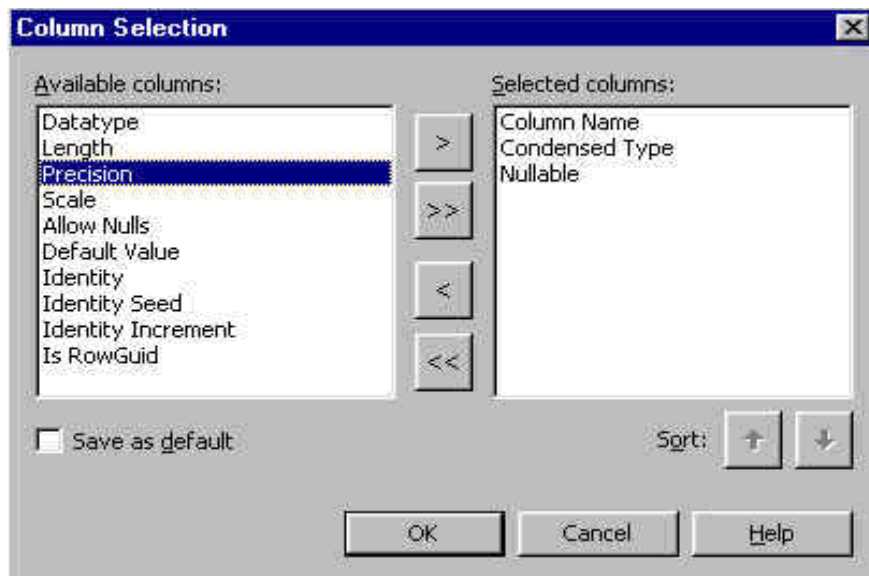 Column Selection
Available columns:
Datatype
Length
Precision
Scale
Allow Nulls
Default Value
Identity
Identity Seed
Identity Increment
Is RowGuid
>
>>
<
<<
Selected columns:
Column Name
Condensed Type
Nullable
Save as default
Sort:
OK
Cancel
Help